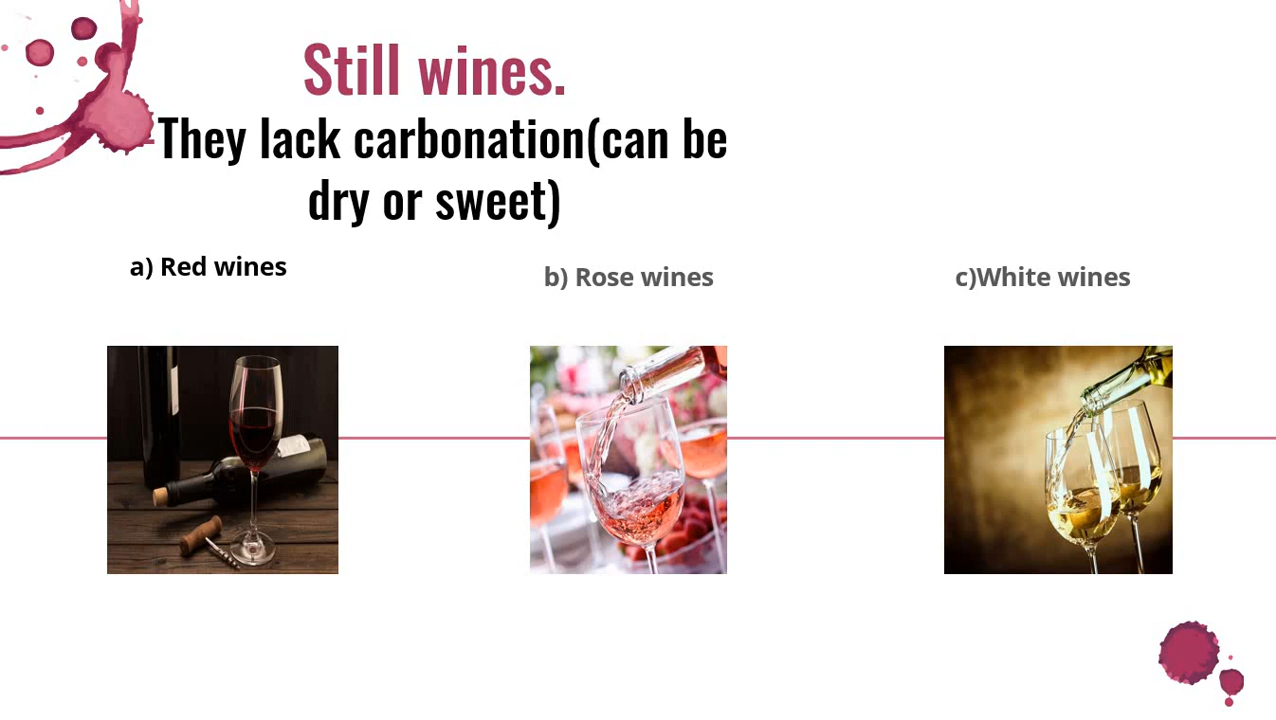 Still wines.
They lack carbonation(can be
dry or sweet)
a) Red wines
b) Rose wines
c)White wines